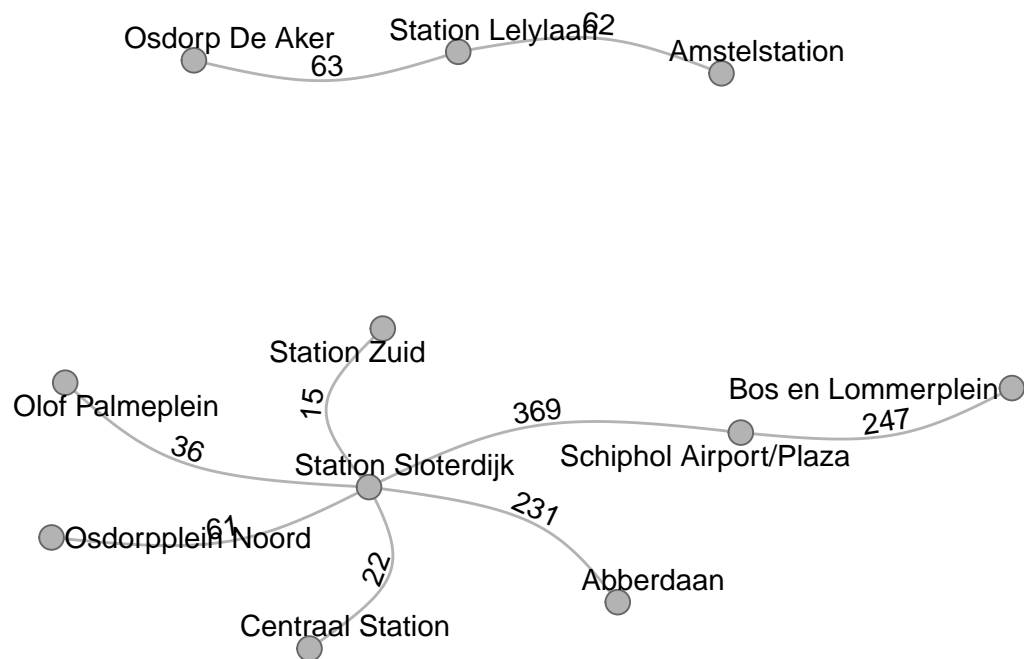 Osdorp De Aker
63
Station Lelylaan
62
Amstelstation
Station Zuid
15
Olof Palmeplein
36
Bos en Lommerplein
369
247
Schiphol Airport/Plaza
Station Sloterdijk
231
61
Osdorpplein Noord
22
Abberdaan
Centraal Station